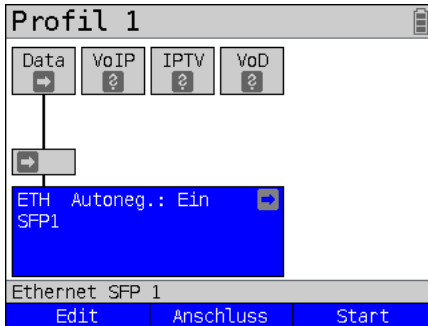 Profil 1
Data VoIP IPTV VoD
ETH Autoneg.: Ein
SFP1
Ethernet SFP 1
Edit Anschluss Start